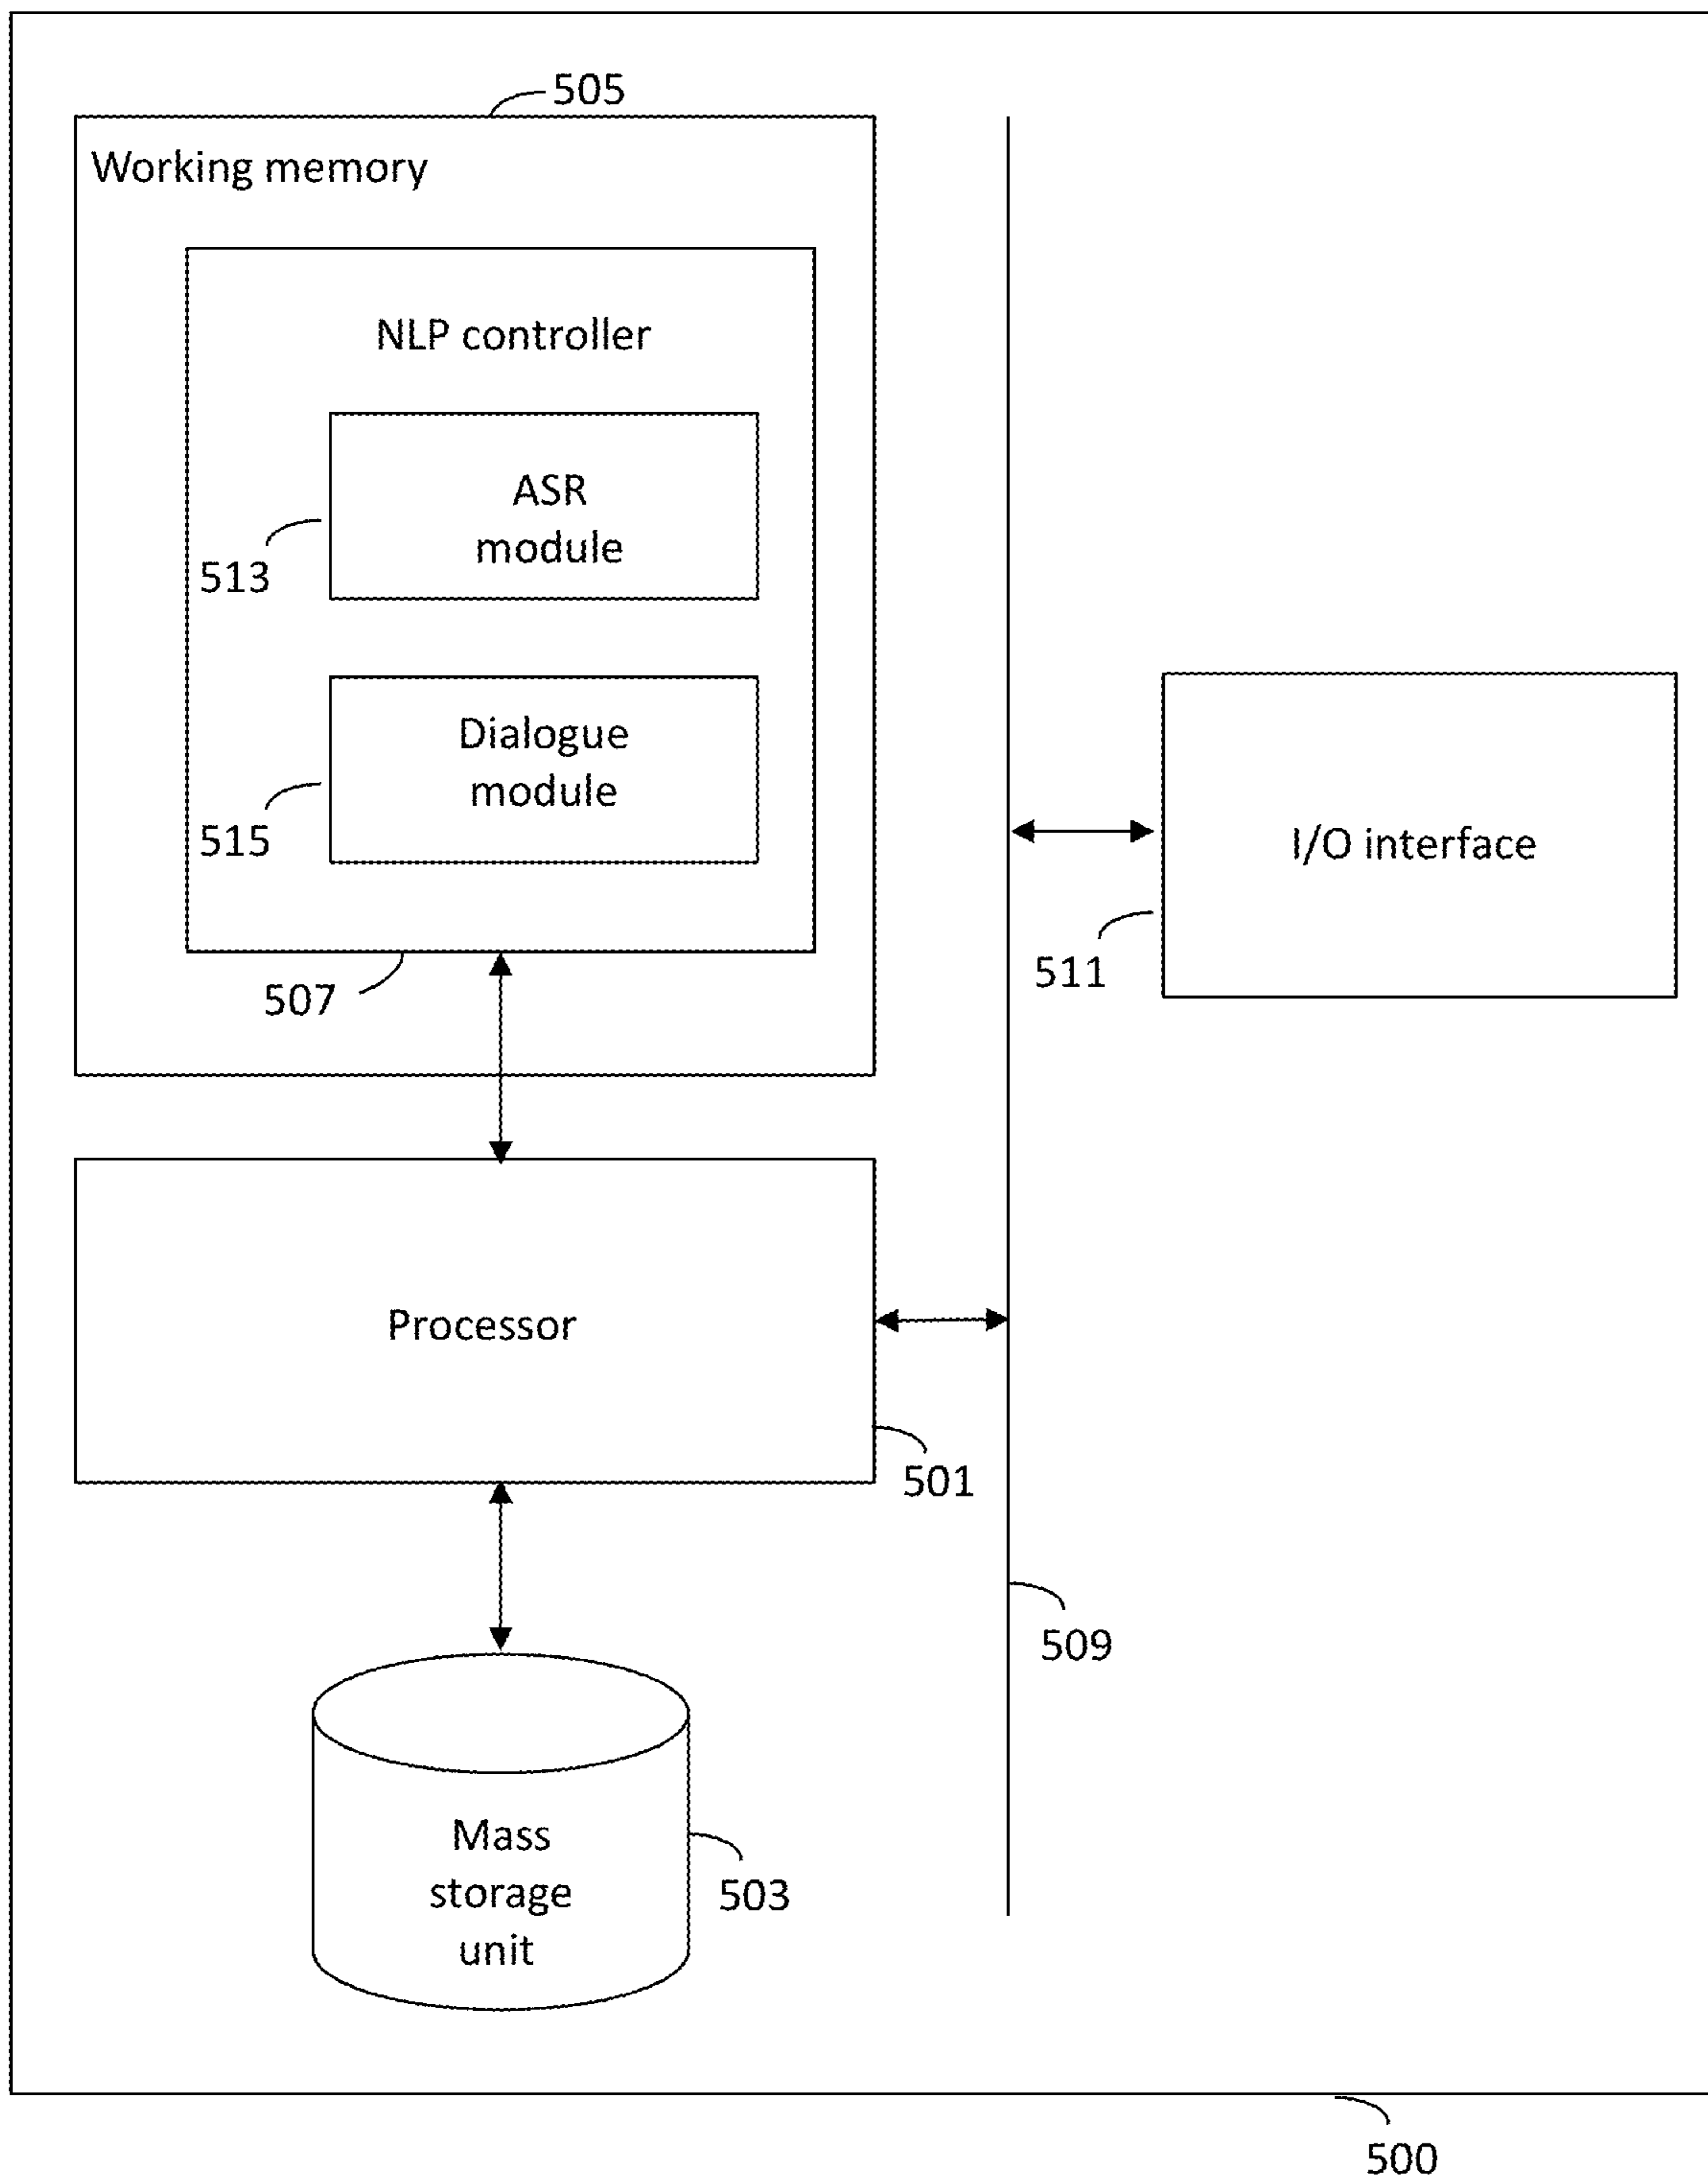 505
Working memory
NLP controller
ASR
module
513
Dialogue
module
515
507
I/O interface
511
Processor
501
509
Mass
storage
unit
503
500